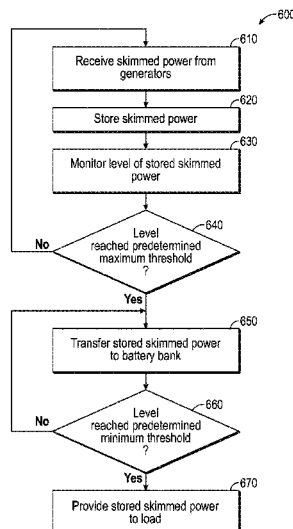 600
610
Receive skimmed power from
generators
620
Store skimmed power
630
Monitor level of stored skimmed
power
640
Level
reached predetermined
maximum threshold
?
No
Yes
650
Transfer stored skimmed power
to battery bank
660
Level
reached predetermined
minimum threshold
?
No
Yes
670
Provide stored skimmed power
to load